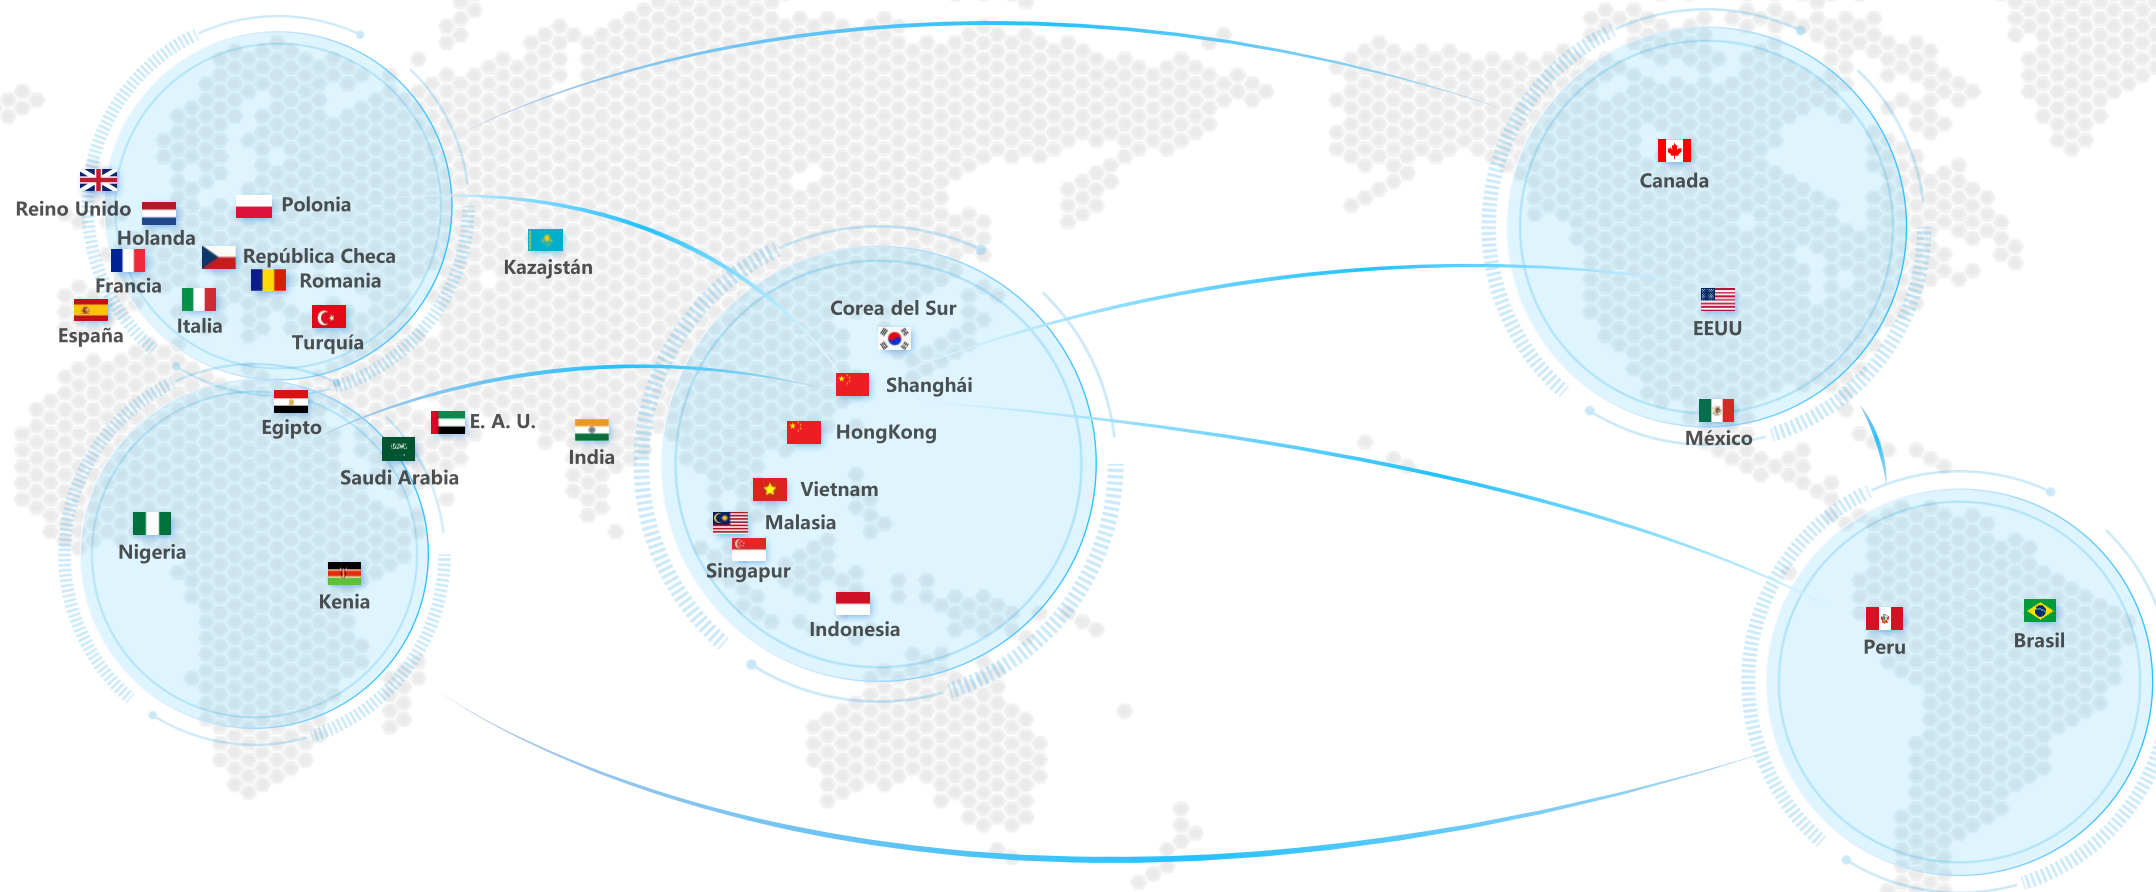 Reino Unido
Holanda
Polonia
República Checa
Francia
Romania
España
Italia
Turquía
Kazajstán
Egipto
E. A. U.
Saudi Arabia
India
Nigeria
Kenia
Corea del Sur
Shanghái
HongKong
Vietnam
Malasia
Singapur
Indonesia
Canada
EEUU
México
Peru
Brasil